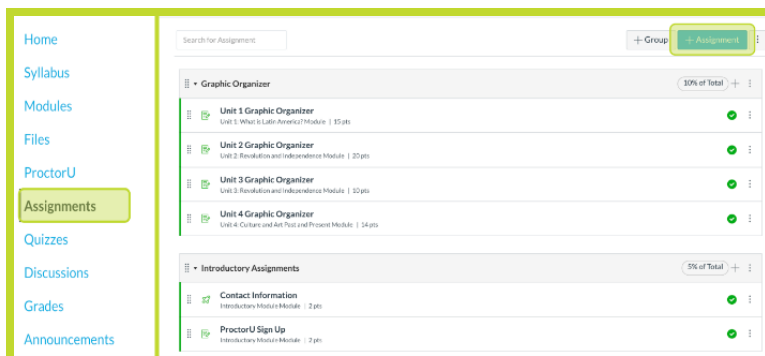 Home
Syllabus
Modules
Files
ProctorU
Assignments
Quizzes
Discussions
Grades
Announcements
Search for Assignment
+ Group
+ Assignment
Graphic Organizer
10% of Total
Unit 1 Graphic Organizer
Unit 1: What is Latin America? Module | 15 pts
Unit 2 Graphic Organizer
Unit 2: Revolution and Independence Module | 20 pts
Unit 3 Graphic Organizer
Unit 3: Revolution and Independence Module | 10 pts
Unit 4 Graphic Organizer
Unit 4: Culture and Art Past and Present Module | 14 pts
Introductory Assignments
5% of Total
Contact Information
Introductory Module Module | 2 pts
ProctorU Sign Up
Introductory Module Module | 2 pts